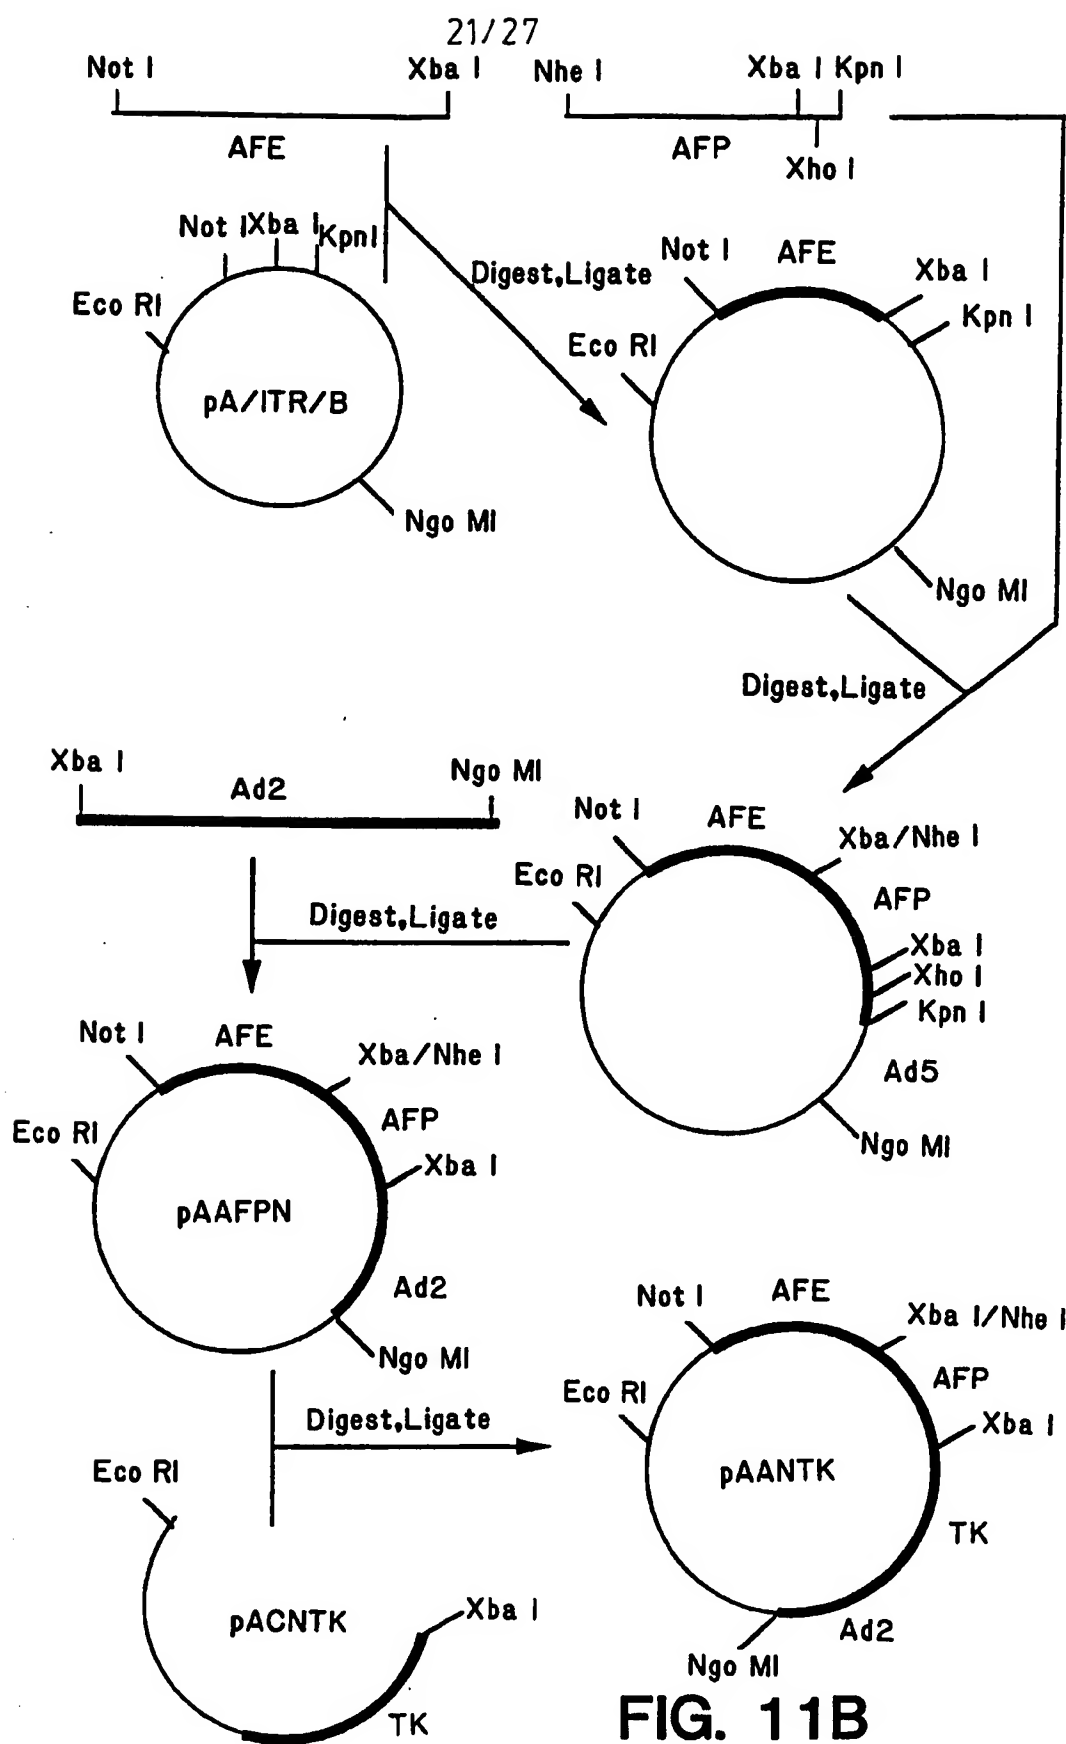 21/27
Not I
Xba I
Nhe I
Xba I
Kpn I
AFE
AFP
Xho I
Not I
Xba I
Kpn I
Eco RI
pA/ITR/B
Ngo MI
Digest,Ligate
Not I
AFE
Xba I
Kpn I
Eco RI
Ngo MI
Digest,Ligate
Xba I
Ad2
Ngo MI
Not I
AFE
Xba/Nhe I
Eco RI
AFP
Xba I
Xho I
Kpn I
Ad5
Ngo MI
Digest,Ligate
Not I
AFE
Xba/Nhe I
Eco RI
AFP
Xba I
pAAFPN
Ad2
Ngo MI
Digest,Ligate
Eco RI
pACNTK
Xba I
TK
Not I
AFE
Xba I/Nhe I
Eco RI
AFP
Xba I
pAANTK
TK
Ad2
Ngo MI
FIG. 11B